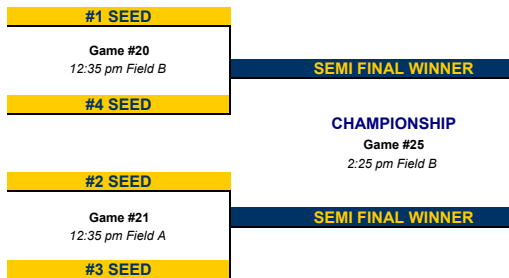 #1 SEED
Game #20
12:35 pm Field B
SEMI FINAL WINNER
#4 SEED
CHAMPIONSHIP
Game #25
2:25 pm Field B
#2 SEED
Game #21
SEMI FINAL WINNER
12:35 pm Field A
#3 SEED